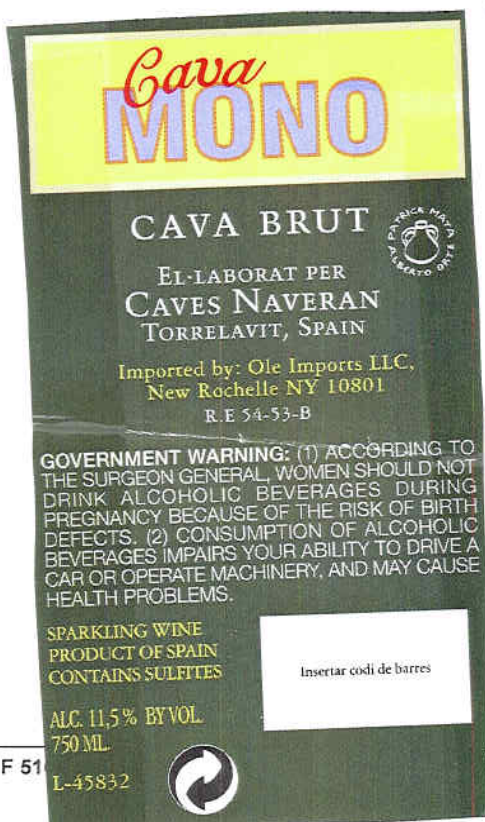 Cava
MONO
CAVA BRUT
PATRICE MAYA
ALBERTO ORTE
EL·LABORAT PER
CAVES NAVERAN
TORRELAVIT, SPAIN
Imported by: Ole Imports LLC,
New Rochelle NY 10801
R.E 54-53-B
GOVERNMENT WARNING: (1) ACCORDING TO
THE SURGEON GENERAL, WOMEN SHOULD NOT
DRINK ALCOHOLIC BEVERAGES DURING
PREGNANCY BECAUSE OF THE RISK OF BIRTH
DEFECTS. (2) CONSUMPTION OF ALCOHOLIC
BEVERAGES IMPAIRS YOUR ABILITY TO DRIVE A
CAR OR OPERATE MACHINERY, AND MAY CAUSE
HEALTH PROBLEMS.
SPARKLING WINE
PRODUCT OF SPAIN
CONTAINS SULFITES
Insertar codi de barres
ALC. 11,5 % BY VOL.
750 ML.
F 51
L-45832